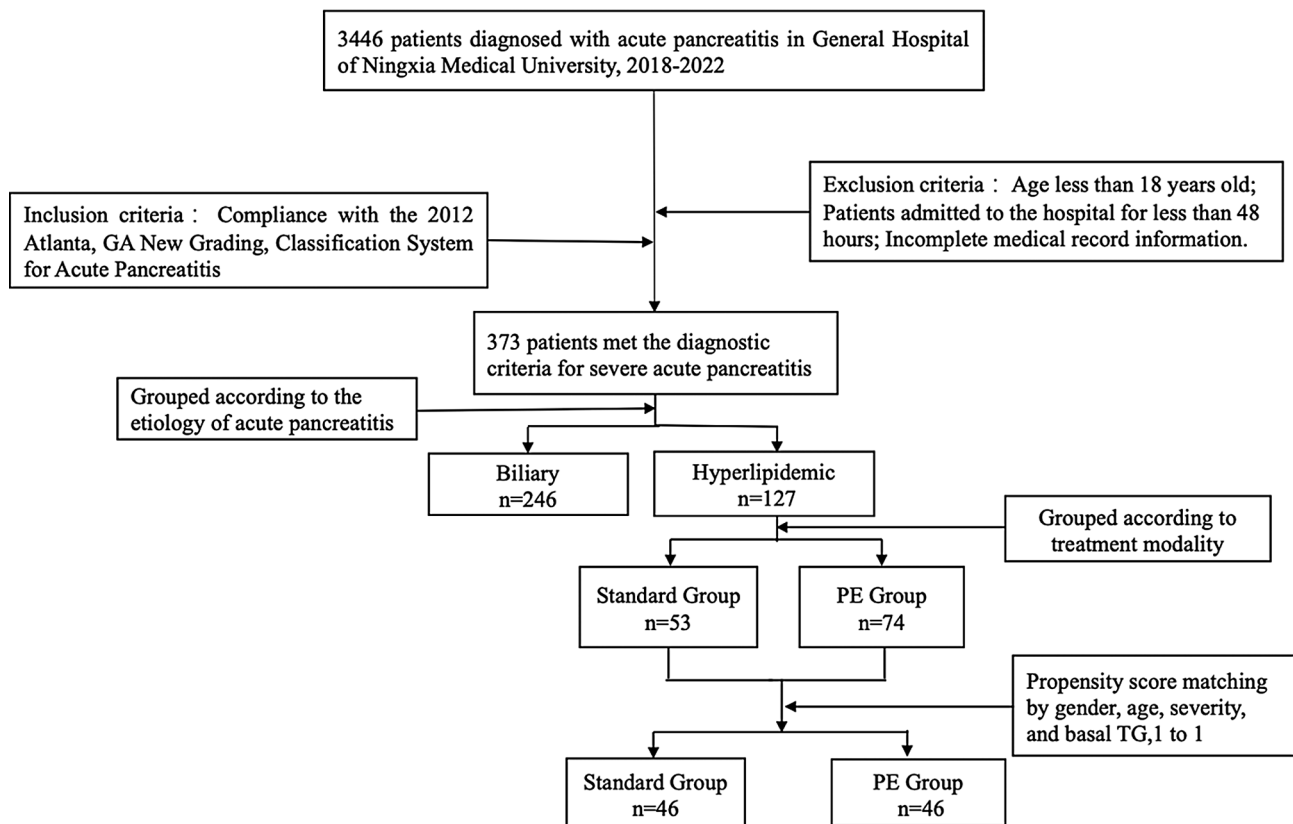 3446 patients diagnosed with acute pancreatitis in General Hospital
of Ningxia Medical University, 2018-2022
Exclusion criteria： Age less than 18 years old;
Patients admitted to the hospital for less than 48
hours; Incomplete medical record information.
Inclusion criteria： Compliance with the 2012
Atlanta, GA New Grading, Classification System
for Acute Pancreatitis
373 patients met the diagnostic
criteria for severe acute pancreatitis
Grouped according to the
etiology of acute pancreatitis
Biliary
n=246
Hyperlipidemic
n=127
Grouped according to
treatment modality
Standard Group
n=53
PE Group
n=74
Propensity score matching
by gender, age, severity,
and basal TG,1 to 1
Standard Group
n=46
PE Group
n=46